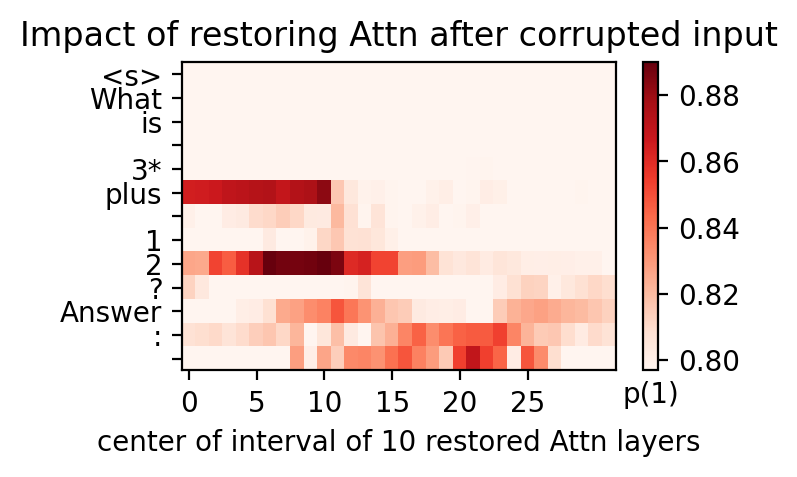 Impact of restoring Attn after corrupted input
<s>
What
is
3*
plus
1
2
?
Answer
:
0 5 10 15 20 25
center of interval of 10 restored Attn layers
0.88
0.86
0.84
0.82
0.80
p(1)